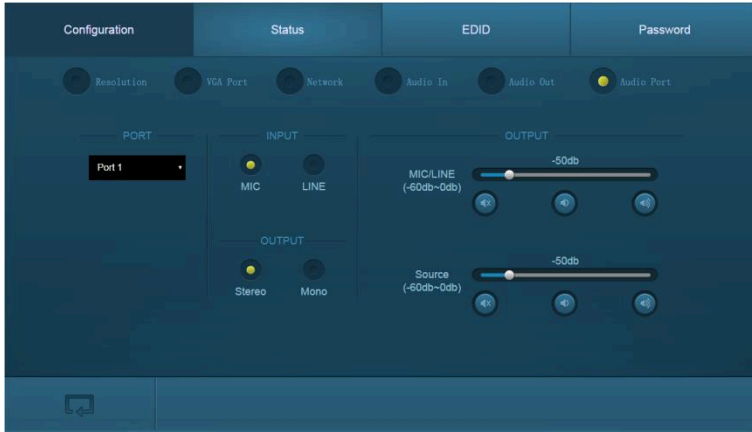 Configuration Status EDID Password
Resolution VGA Port Network Audio In Audio Out Audio Port
PORT INPUT OUTPUT
Port 1
MIC LINE
-50db
MIC/LINE
(-60db~0db)
OUTPUT
Stereo Mono
-50db
Source
(-60db~0db)